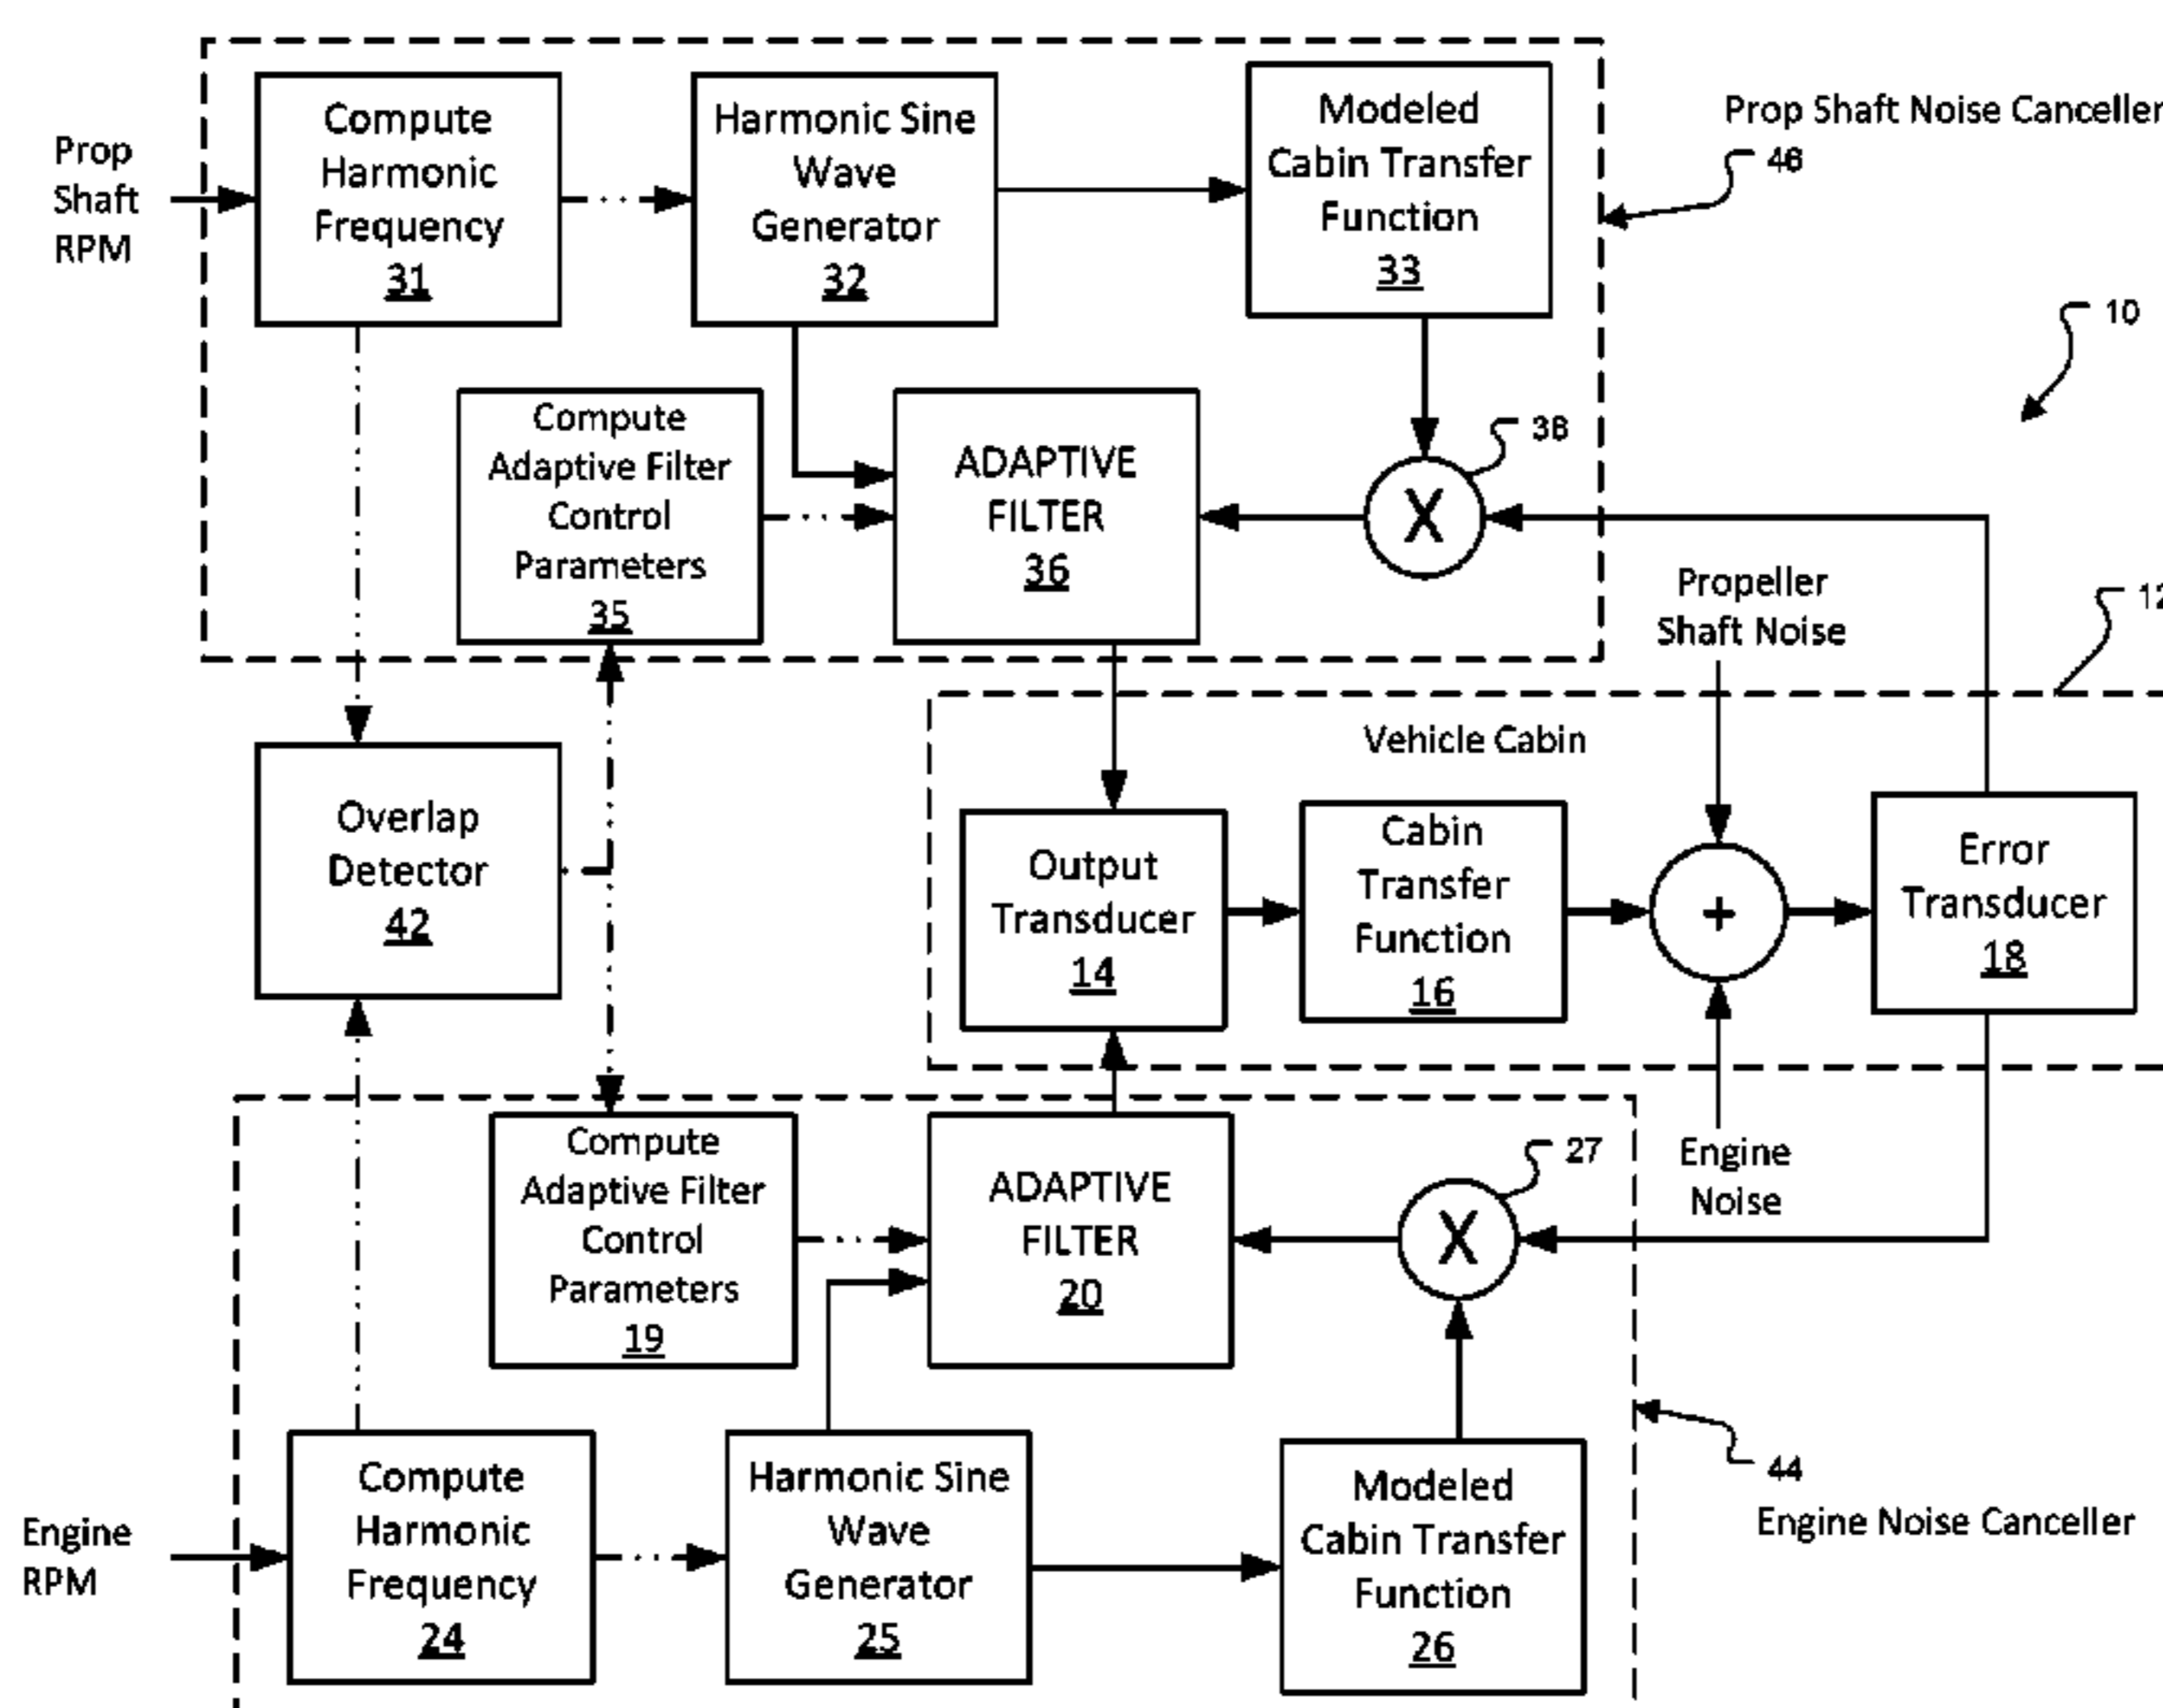 Prop
Shaft
RPM
Compute
Harmonic
Frequency
31
Harmonic Sine
Wave
Generator
32
Modeled
Cabin Transfer
Function
33
Prop Shaft Noise Canceller
46
10
Compute
Adaptive Filter
Control
Parameters
35
ADAPTIVE
FILTER
36
X
38
Propeller
Shaft Noise
12
Vehicle Cabin
Overlap
Detector
42
Output
Transducer
14
Cabin
Transfer
Function
16
+
Error
Transducer
18
Compute
Adaptive Filter
Control
Parameters
19
ADAPTIVE
FILTER
20
X
27
Engine
Noise
Engine
RPM
Compute
Harmonic
Frequency
24
Harmonic Sine
Wave
Generator
25
Modeled
Cabin Transfer
Function
26
44
Engine Noise Canceller